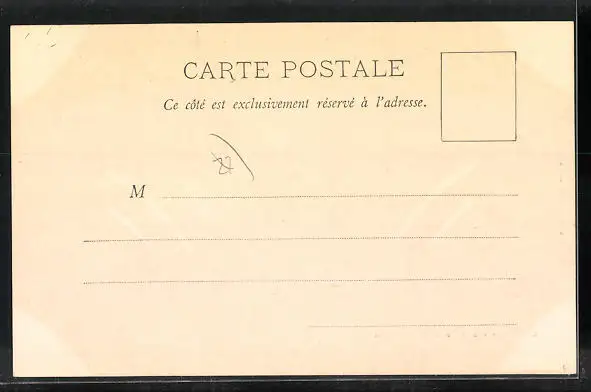 CARTE POSTALE
Ce côté est exclusivement réservé à l'adresse.
M